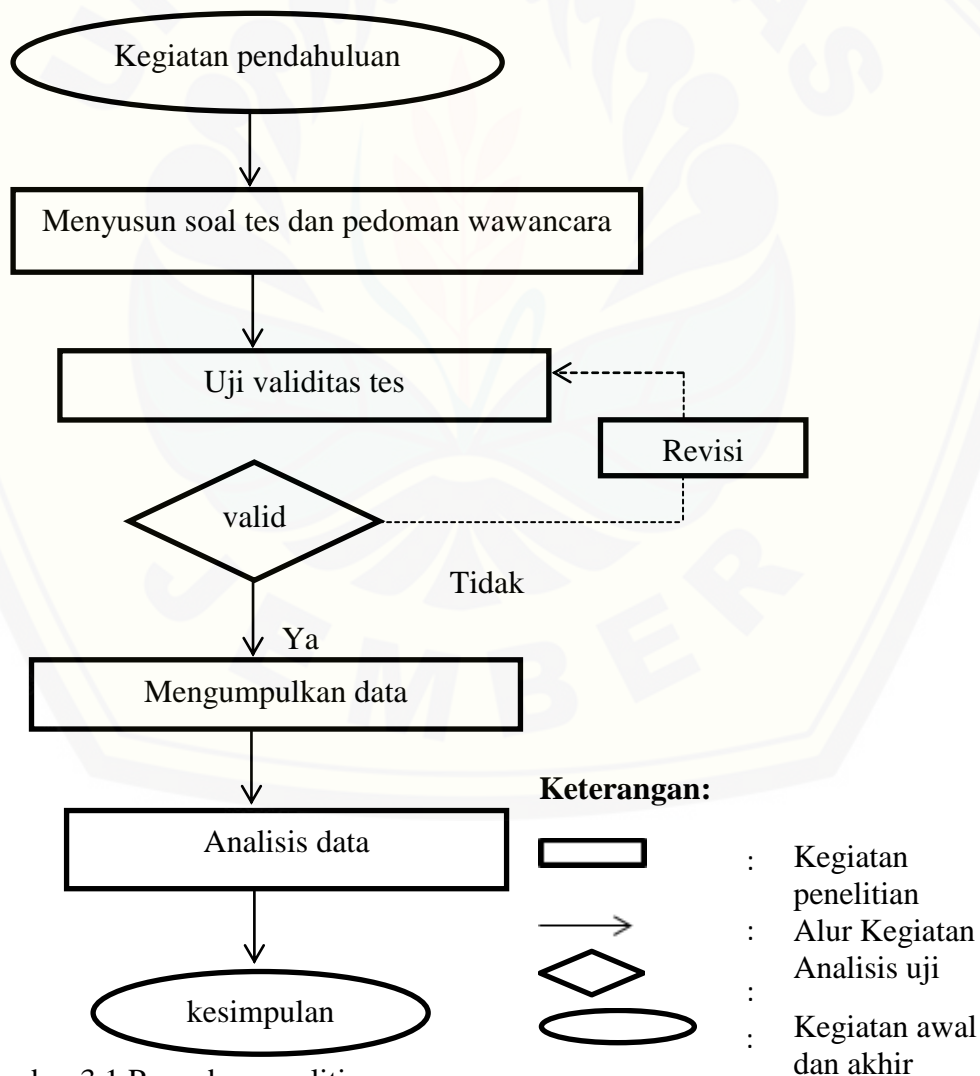 Kegiatan pendahuluan
Menyusun soal tes dan pedoman wawancara
Uji validitas tes
Revisi
valid
Tidak
Ya
Mengumpulkan data
Analisis data
kesimpulan
Keterangan:
: Kegiatan
penelitian
: Alur Kegiatan
Analisis uji
:
: Kegiatan awal
dan akhir
JEMBER